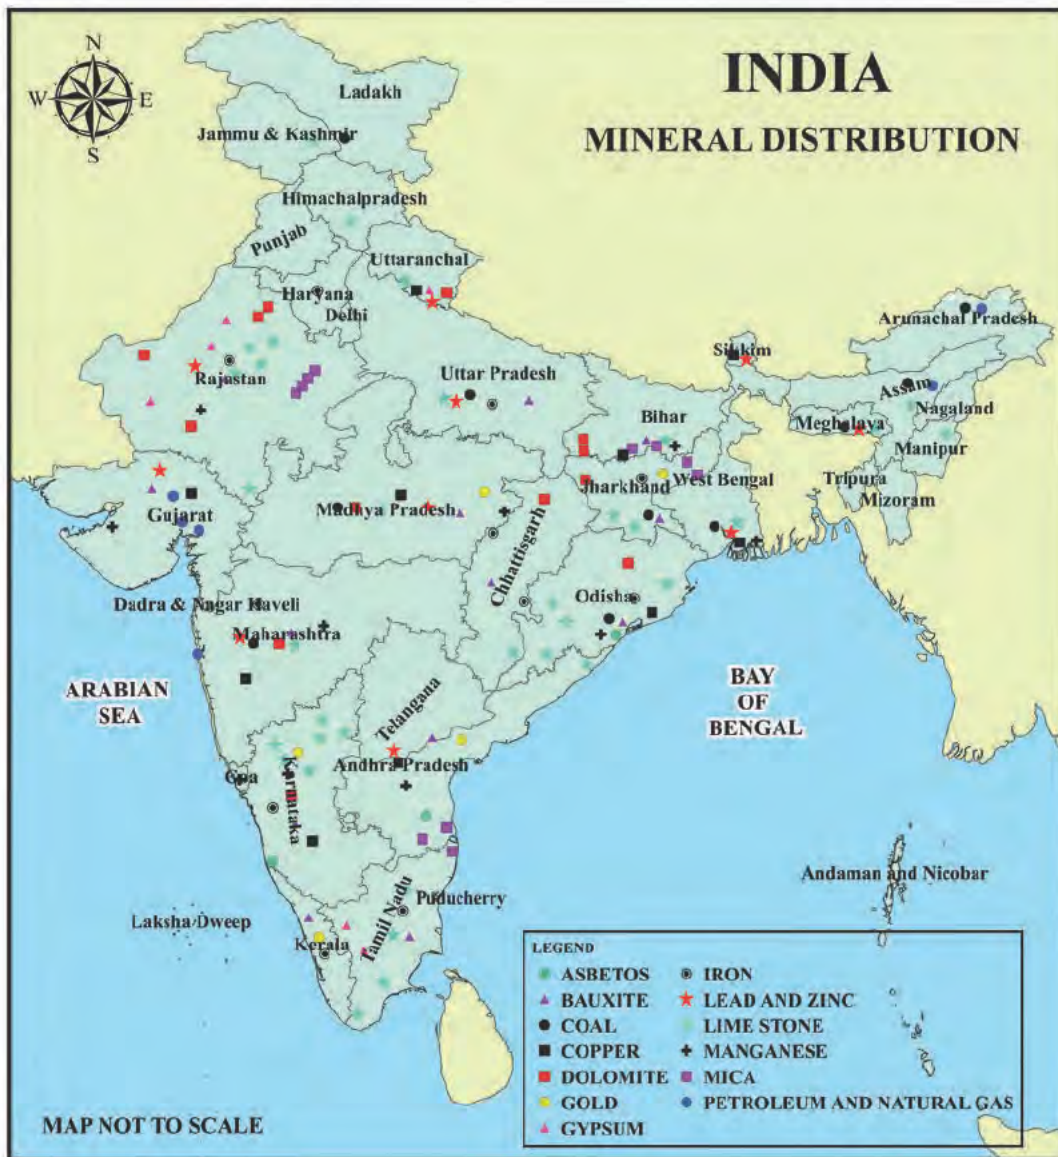 INDIA
MINERAL DISTRIBUTION
N
W E
S
Ladakh
Jammu & Kashmir
Himachalpradesh
Punjab
Uttaranchal
Haryana
Delhi
Arunachal Pradesh
Sikkim
Rajastan
Uttar Pradesh
Assam
Nagaland
Bihar
Meghalaya
Manipur
Jharkhand
West Bengal
Tripura
Mizoram
Gujarat
Madhya Pradesh
Chhattisgarh
Odisha
Dadra & Nagar Haveli
Maharashtra
ARABIAN
SEA
BAY
OF
BENGAL
Telangana
Andhra Pradesh
Goa
Karnataka
Andaman and Nicobar
Puducherry
Tamil Nadu
Laksha Dweep
Kerala
LEGEND
ASBETOS
BAUXITE
COAL
COPPER
DOLOMITE
GOLD
GYPSUM
IRON
LEAD AND ZINC
LIME STONE
MANGANESE
MICA
PETROLEUM AND NATURAL GAS
MAP NOT TO SCALE